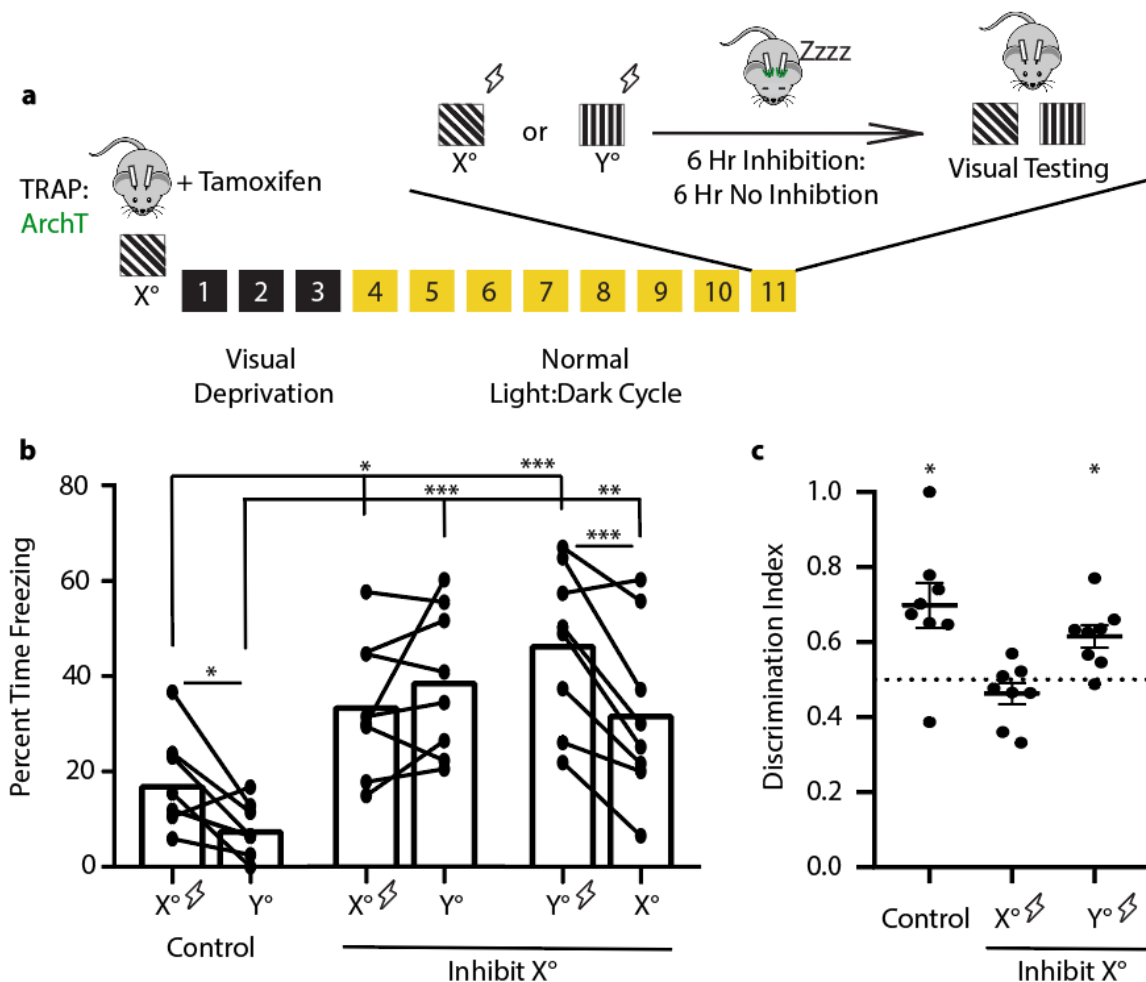 a
TRAP:
ArchT
+ Tamoxifen
X°
X°
or
Y°
Zzzz
6 Hr Inhibition:
6 Hr No Inhibtion
Visual Testing
1 2 3 4 5 6 7 8 9 10 11
Visual
Deprivation
Normal
Light:Dark Cycle
b
Percent Time Freezing
80
60
40
20
0
*
*
***
***
**
***
X° Y° X° Y° Y° X°
Control
Inhibit X°
c
Discrimination Index
1.0
0.8
0.6
0.4
0.2
0.0
* *
Control X° Y°
Inhibit X°